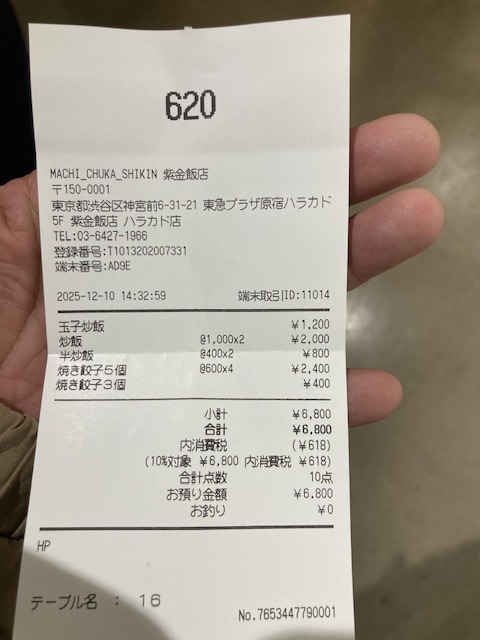 620
MACHI_CHUKA_SHIKIN 紫金飯店
〒150-0001
東京都渋谷区神宮前6-31-21 東急プラザ原宿ハラカド
5F 紫金飯店 ハラカド店
TEL:03-6427-1966
登録番号:T1013202007331
端末番号:AD9E
2025-12-10 14:32:59 端末取引ID:11014
玉子炒飯 ¥1,200
炒飯 @1,000x2 ¥2,000
半炒飯 @400x2 ¥800
焼き餃子5個 @600x4 ¥2,400
焼き餃子3個 ¥400
小計 ¥6,800
合計 ¥6,800
内消費税 (¥618)
(10%対象 ¥6,800 内消費税 ¥618)
合計点数 10点
お預り金額 ¥6,800
お釣り ¥0
HP
テーブル名 : 16
No.7653447790001